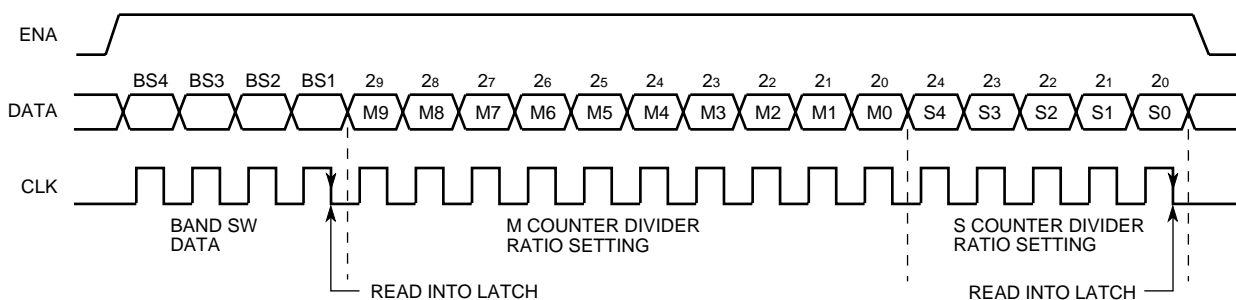 ENA
BS4 BS3 BS2 BS1 29 28 27 26 25 24 23 22 21 20 24 23 22 21 20
DATA M9 M8 M7 M6 M5 M4 M3 M2 M1 M0 S4 S3 S2 S1 S0
CLK
BAND SW
DATA
M COUNTER DIVIDER
RATIO SETTING
S COUNTER DIVIDER
RATIO SETTING
READ INTO LATCH
READ INTO LATCH